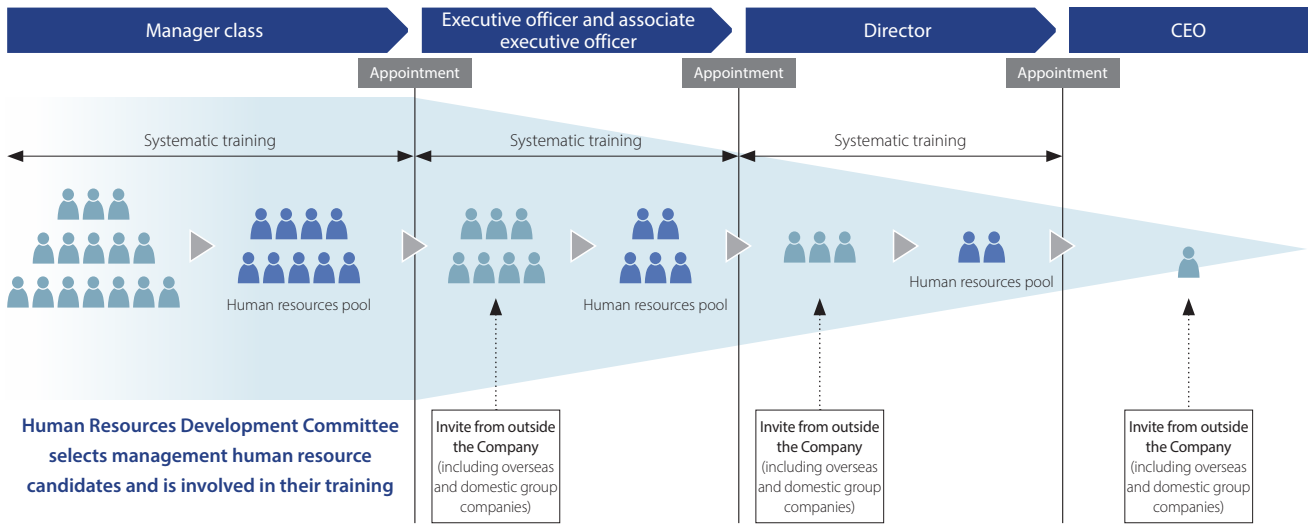 Manager class
Executive officer and associate
executive officer
Director
CEO
Appointment
Appointment
Appointment
Systematic training
Systematic training
Systematic training
Human resources pool
Human resources pool
Human resources pool
Human Resources Development Committee
selects management human resource
candidates and is involved in their training
Invite from outside
the Company
(including overseas
and domestic group
companies)
Invite from outside
the Company
(including overseas
and domestic group
companies)
Invite from outside
the Company
(including overseas
and domestic group
companies)